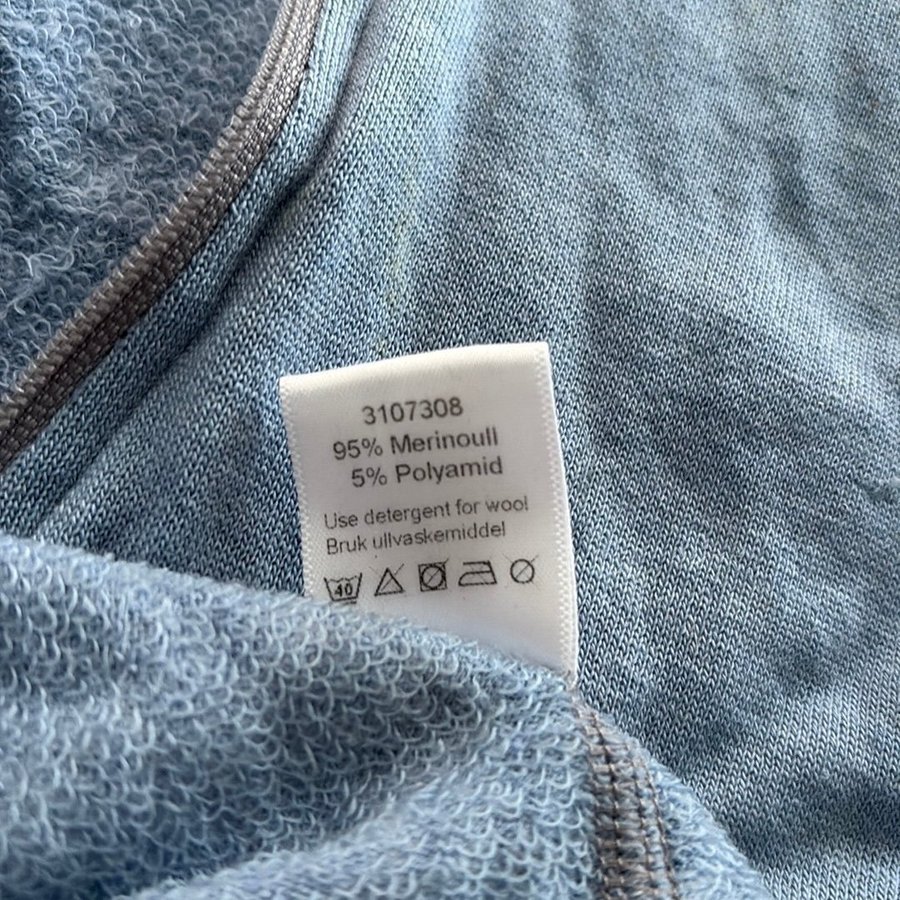 3107308
95% Merinoull
5% Polyamid
Use detergent for wool
Bruk ullvaskemiddel
40